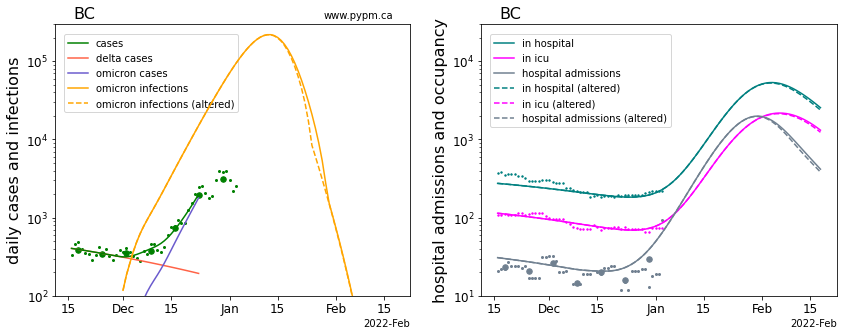 BC
www.pypm.ca
daily cases and infections
10^5
10^4
10^3
10^2
cases
delta cases
omicron cases
omicron infections
omicron infections (altered)
15
Dec
15
Jan
15
Feb
15
2022-Feb
BC
hospital admissions and occupancy
10^4
10^3
10^2
10^1
in hospital
in icu
hospital admissions
in hospital (altered)
in icu (altered)
hospital admissions (altered)
15
Dec
15
Jan
15
Feb
15
2022-Feb